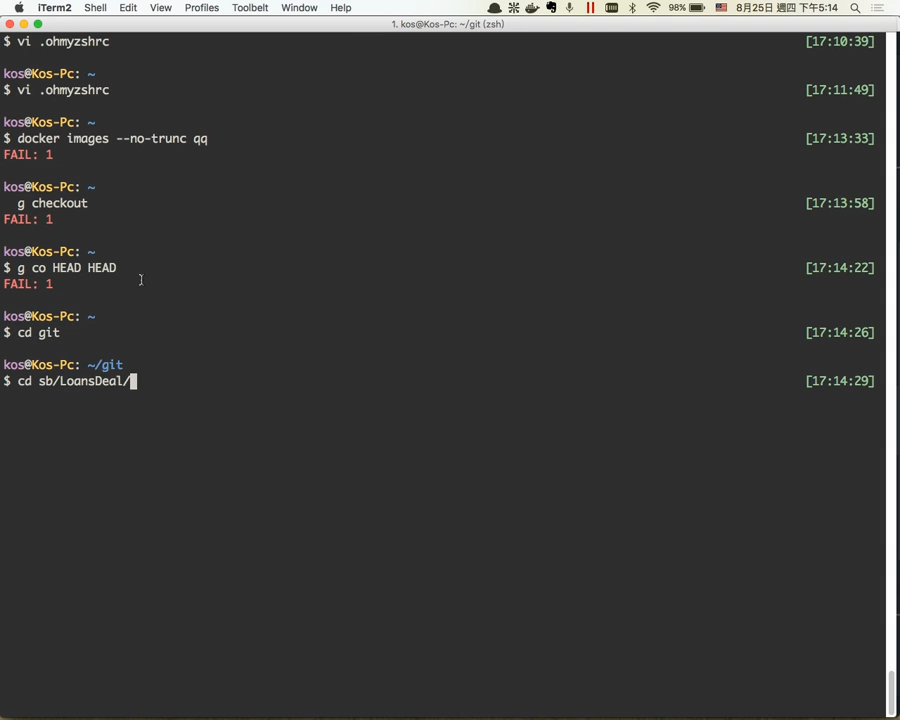 iTerm2 Shell Edit View Profiles Toolbelt Window Help 98% 8月25日 週四 下午5:14
1. kos@Kos-Pc: ~/git (zsh)
$ vi .ohmyzshrc [17:10:39]
kos@Kos-Pc: ~
$ vi .ohmyzshrc [17:11:49]
kos@Kos-Pc: ~
$ docker images --no-trunc qq [17:13:33]
FAIL: 1
kos@Kos-Pc: ~
g checkout [17:13:58]
FAIL: 1
kos@Kos-Pc: ~
$ g co HEAD HEAD [17:14:22]
FAIL: 1
kos@Kos-Pc: ~
$ cd git [17:14:26]
kos@Kos-Pc: ~/git
$ cd sb/LoansDeal/ [17:14:29]